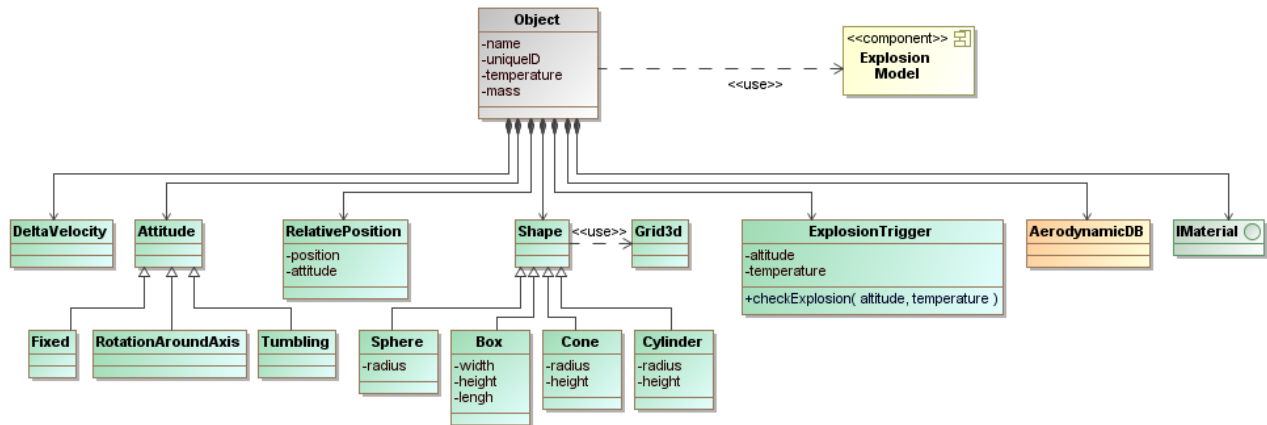 Object
-name
-uniqueID
-temperature
-mass
<<component>>
Explosion
Model
<<use>>
DeltaVelocity
Attitude
RelativePosition
-position
-attitude
Shape
<<use>>
Grid3d
ExplosionTrigger
-altitude
-temperature
+checkExplosion( altitude, temperature )
AerodynamicDB
IMaterial
Fixed
RotationAroundAxis
Tumbling
Sphere
-radius
Box
-width
-height
-lengh
Cone
-radius
-height
Cylinder
-radius
-height